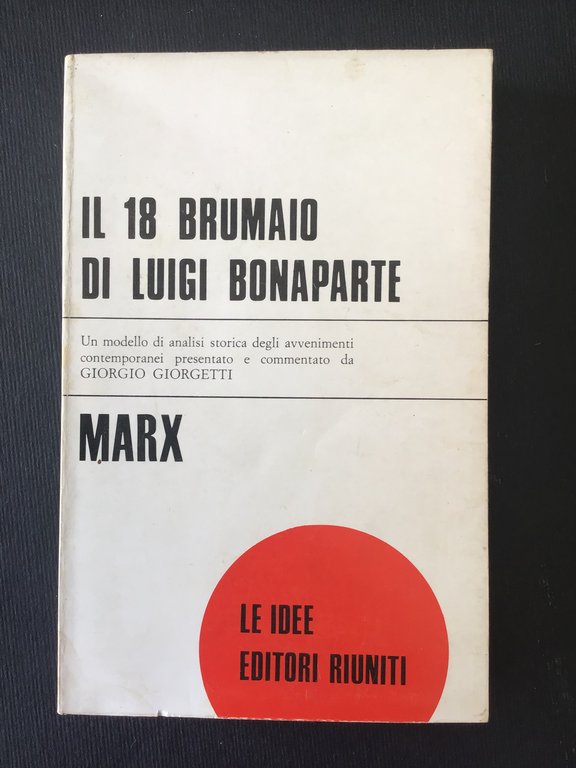 IL 18 BRUMAIO
DI LUIGI BONAPARTE
Un modello di analisi storica degli avvenimenti
contemporanei presentato e commentato da
GIORGIO GIORGETTI
MARX
LE IDEE
EDITORI RIUNITI